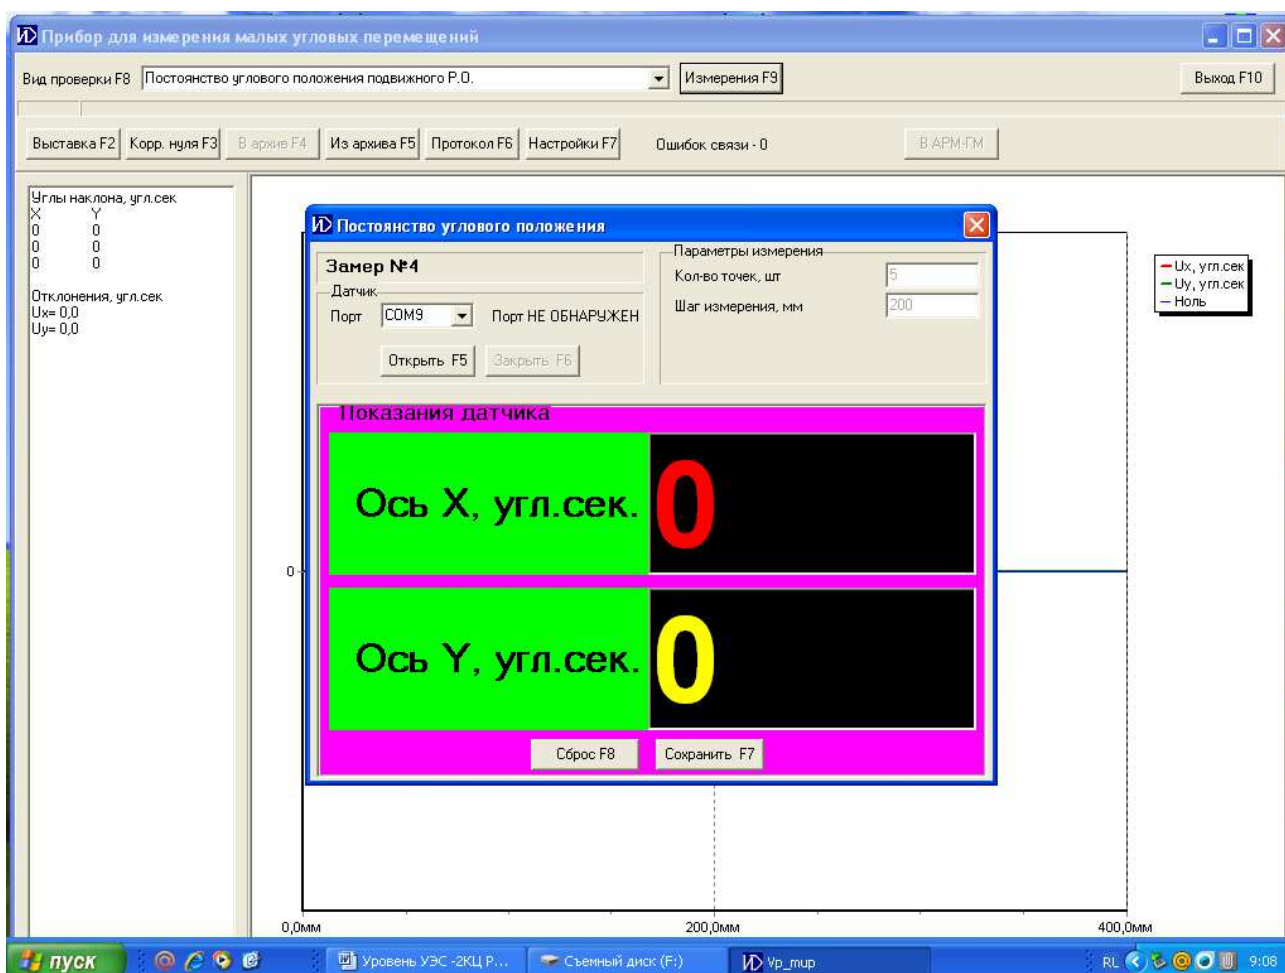 Прибор для измерения малых угловых перемещений
Вид проверки F8 Постоянство углового положения подвижного Р.О. Измерения F9 Выход F10
Выставка F2 Корр. нуля F3 В архив F4 Из архива F5 Протокол F6 Настройки F7 Ошибок связи - 0 В АРМ-ГМ
Углы наклона, угл.сек
X Y
0 0
0 0
0 0
Отклонения, угл.сек
Ux= 0,0
Uy= 0,0
Постоянство углового положения
Замер №4
Датчик
Порт COM9 Порт НЕ ОБНАРУЖЕН
Открыть F5 Закрыть F6
Параметры измерения
Кол-во точек, шт 5
Шаг измерения, мм 200
Показания датчика
Ось X, угл.сек. 0
Ось Y, угл.сек. 0
Сброс F8 Сохранить F7
Ux, угл.сек
Uy, угл.сек
Ноль
0
0,0мм 200,0мм 400,0мм
пуск Уровень УЭС -2КЦ Р... Съемный диск (F:) Vp_mup RL 9:08